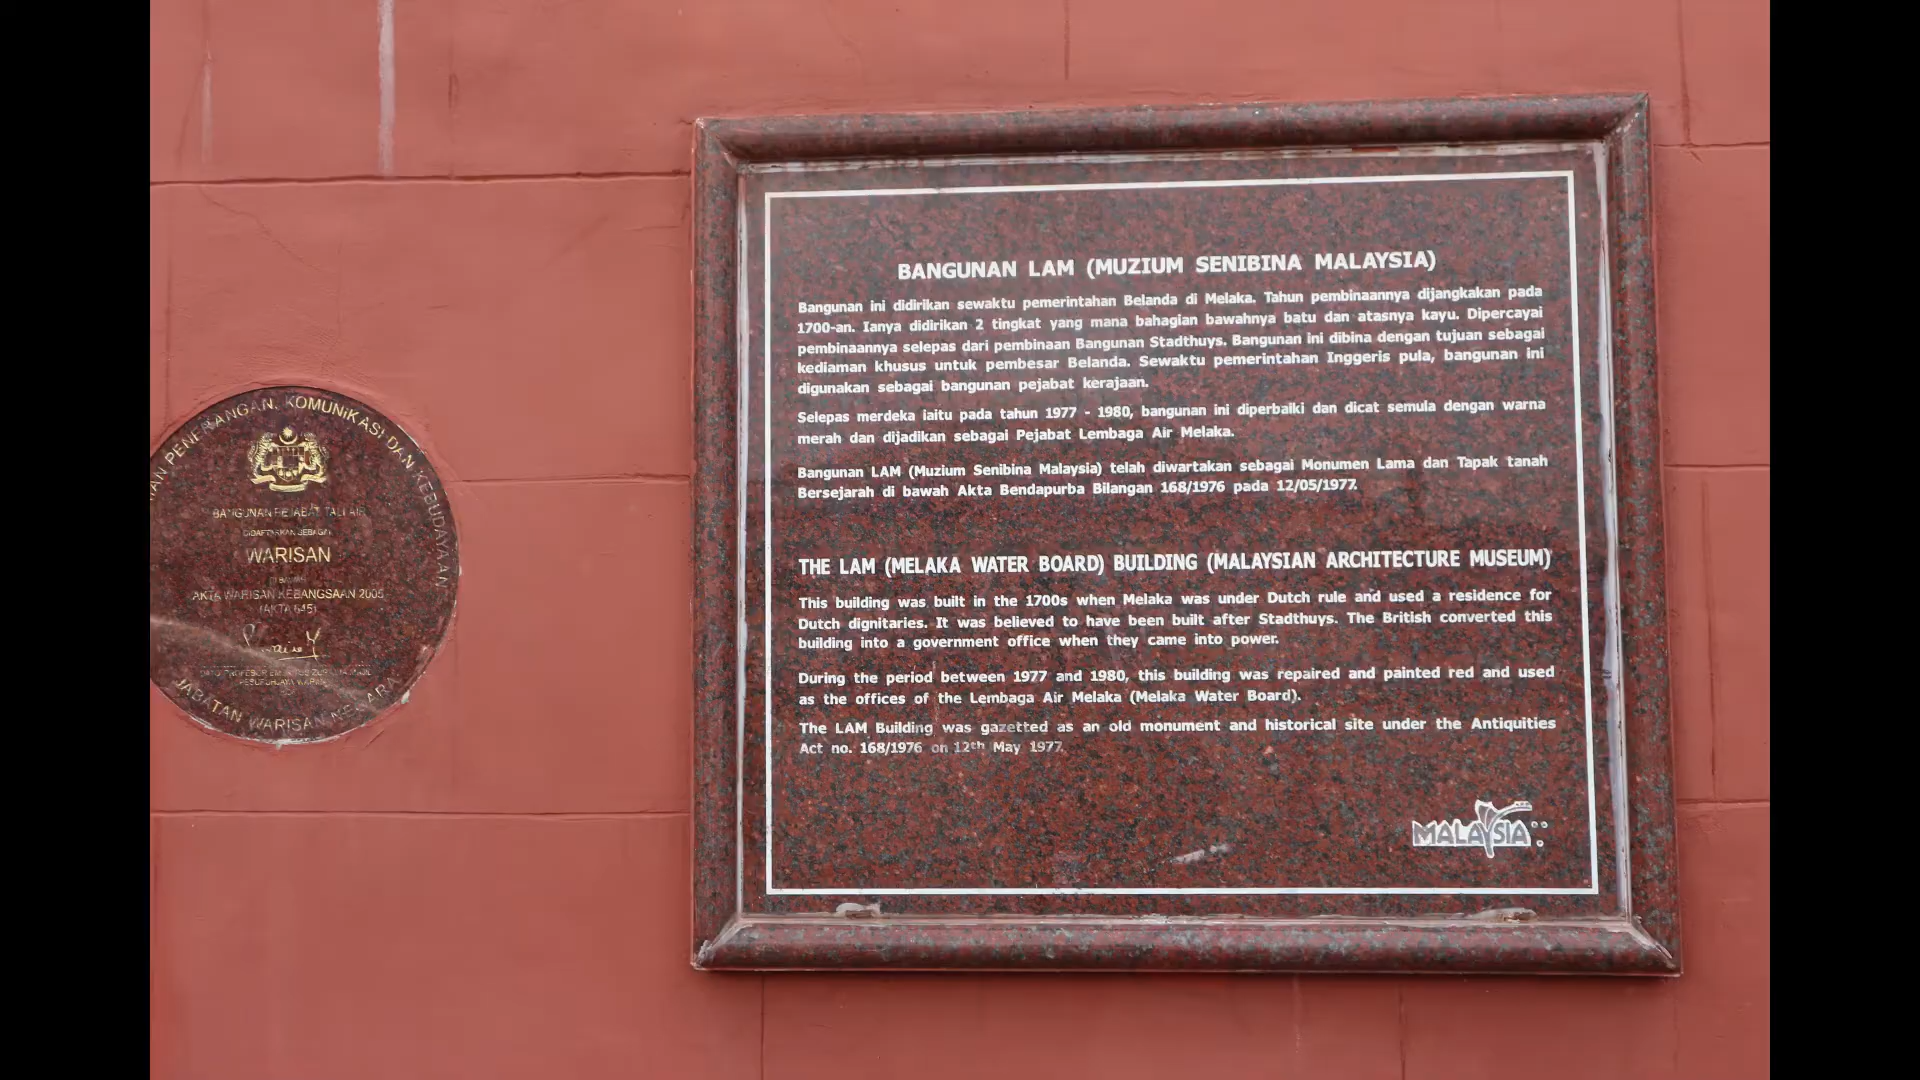 PENERANGAN, KOMUNIKASI DAN KEBUDAYAAN
BANGUNAN PEJABAT TALI AIR
DIDAFTARKAN SEBAGAI
WARISAN
DI BAWAH
AKTA WARISAN KEBANGSAAN 2005
(AKTA 645)
JABATAN WARISAN NEGARA
BANGUNAN LAM (MUZIUM SENIBINA MALAYSIA)
Bangunan ini didirikan sewaktu pemerintahan Belanda di Melaka. Tahun pembinaannya dijangkakan pada
1700-an. Ianya didirikan 2 tingkat yang mana bahagian bawahnya batu dan atasnya kayu. Dipercayai
pembinaannya selepas dari pembinaan Bangunan Stadthuys. Bangunan ini dibina dengan tujuan sebagai
kediaman khusus untuk pembesar Belanda. Sewaktu pemerintahan Inggeris pula, bangunan ini
digunakan sebagai bangunan pejabat kerajaan.
Selepas merdeka iaitu pada tahun 1977 - 1980, bangunan ini diperbaiki dan dicat semula dengan warna
merah dan dijadikan sebagai Pejabat Lembaga Air Melaka.
Bangunan LAM (Muzium Senibina Malaysia) telah diwartakan sebagai Monumen Lama dan Tapak tanah
Bersejarah di bawah Akta Bendapurba Bilangan 168/1976 pada 12/05/1977.
THE LAM (MELAKA WATER BOARD) BUILDING (MALAYSIAN ARCHITECTURE MUSEUM)
This building was built in the 1700s when Melaka was under Dutch rule and used a residence for
Dutch dignitaries. It was believed to have been built after Stadthuys. The British converted this
building into a government office when they came into power.
During the period between 1977 and 1980, this building was repaired and painted red and used
as the offices of the Lembaga Air Melaka (Melaka Water Board).
The LAM Building was gazetted as an old monument and historical site under the Antiquities
Act no. 168/1976 on 12th May 1977.
MALAYSIA